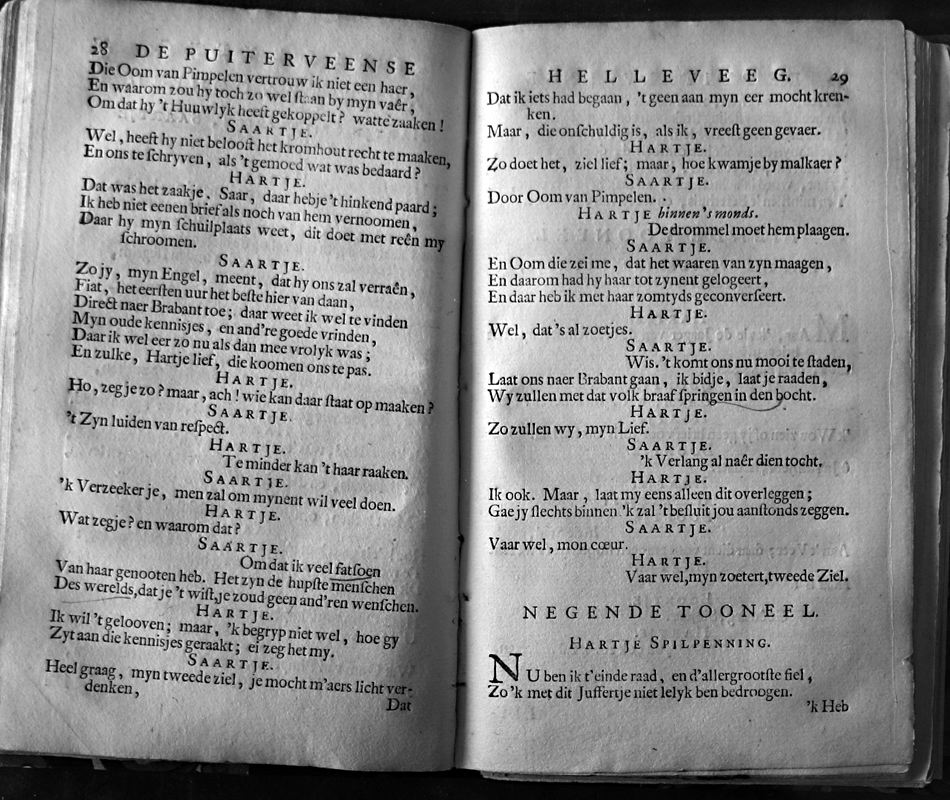 28 DE PUITERVEENSE
Die Oom van Pimpelen vertrouw ik niet een haer,
En waarom zou hy toch zo wel ſtaan by myn vaêr,
Om dat hy 't Huuwlyk heeft gekoppelt? watte zaaken!
SAARTJE.
Wel, heeft hy niet belooft het kromhout recht te maaken,
En ons te ſchryven, als 't gemoed wat was bedaard?
HARTJE.
Dat was het zaakje. Saar, daar hebje 't hinkend paard;
Ik heb niet eenen brief als noch van hem vernoomen,
Daar hy myn ſchuilplaats weet, dit doet met reên my
ſchroomen.
SAARTJE.
Zo jy, myn Engel, meent, dat hy ons zal verraên,
Fiat, het eerſten uur het beſte hier van daan,
Direct naer Brabant toe; daar weet ik wel te vinden
Myn oude kennisjes, en and're goede vrinden,
Daar ik wel eer zo nu als dan mee vrolyk was;
En zulke, Hartje lief, die koomen ons te pas.
HARTJE.
Ho, zegje zo? maar, ach! wie kan daar ſtaat op maaken?
SAARTJE.
't Zyn luiden van reſpect.
HARTJE.
Te minder kan 't haar raaken.
SAARTJE.
'k Verzeeker je, men zal om mynent wil veel doen.
HARTJE.
Wat zegje? en waarom dat?
SAARTJE.
Om dat ik veel fatſoen
Van haar genooten heb. Het zyn de hupſte menſchen
Des werelds, dat je 't wiſt, je zoud geen and'ren wenſchen.
HARTJE.
Ik wil 't gelooven; maar, 'k begryp niet wel, hoe gy
Zyt aan die kennisjes geraakt; ei zeg het my.
SAARTJE.
Heel graag, myn tweede ziel, je mocht m'aers licht ver-
denken,
Dat
HELLEVEEG. 29
Dat ik iets had begaan, 't geen aan myn eer mocht kren-
ken.
Maar, die onſchuldig is, als ik, vreeſt geen gevaer.
HARTJE.
Zo doet het, ziel lief; maar, hoe kwamje by malkaer?
SAARTJE.
Door Oom van Pimpelen.
HARTJE binnen's monds.
De drommel moet hem plaagen.
SAARTJE.
En Oom die zei me, dat het waaren van zyn maagen,
En daarom had hy haar tot zynent gelogeert,
En daar heb ik met haar zomtyds geconverſeert.
HARTJE.
Wel, dat 's al zoetjes.
SAARTJE.
Wis. 't komt ons nu mooi te ſtaden,
Laat ons naer Brabant gaan, ik bidje, laat je raaden,
Wy zullen met dat volk braaf ſpringen in den bocht.
HARTJE.
Zo zullen wy, myn Lief.
SAARTJE.
'k Verlang al naêr dien tocht.
HARTJE.
Ik ook. Maar, laat my eens alleen dit overleggen;
Gae jy ſlechts binnen 'k zal 't beſluit jou aanſtonds zeggen.
SAARTJE.
Vaar wel, mon cœur.
HARTJE.
Vaar wel, myn zoetert, tweede Ziel.
NEGENDE TOONEEL.
HARTJE SPILPENNING.
NU ben ik t'einde raad, en d'allergrootſte fiel,
Zo 'k met dit Juffertje niet lelyk ben bedroogen.
'k Heb